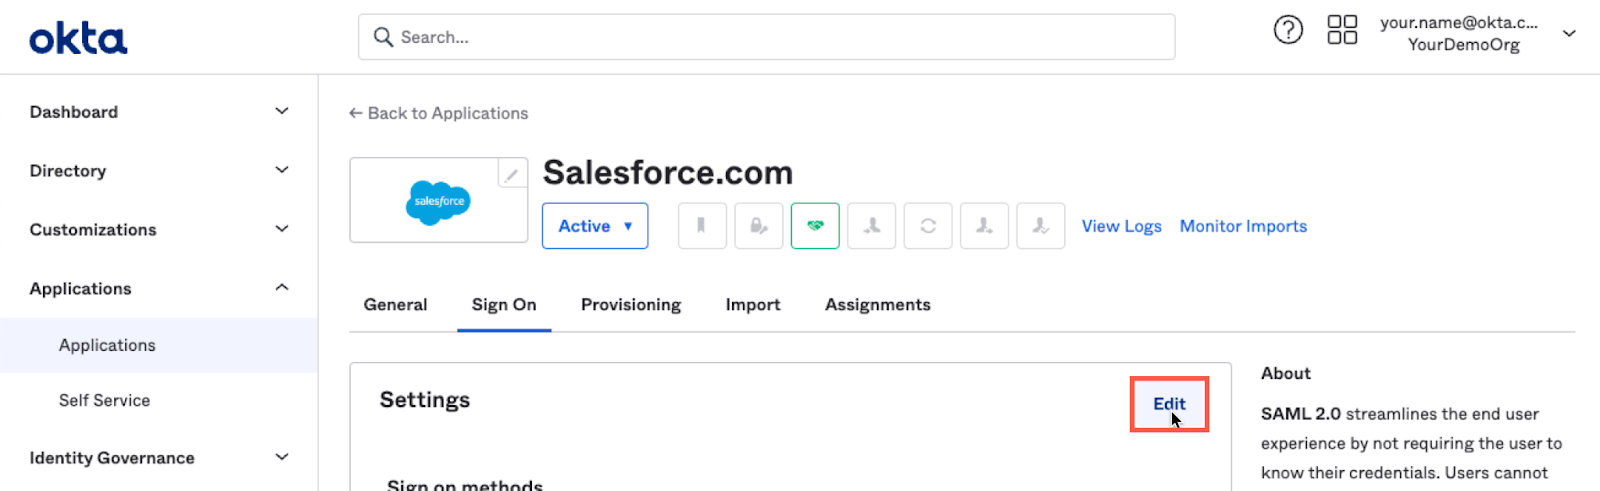 okta
Search...
your.name@okta.c...
YourDemoOrg
Dashboard
Directory
Customizations
Applications
Applications
Self Service
Identity Governance
← Back to Applications
salesforce
Salesforce.com
Active
View Logs
Monitor Imports
General
Sign On
Provisioning
Import
Assignments
Settings
Edit
Sign on methods
About
SAML 2.0 streamlines the end user
experience by not requiring the user to
know their credentials. Users cannot